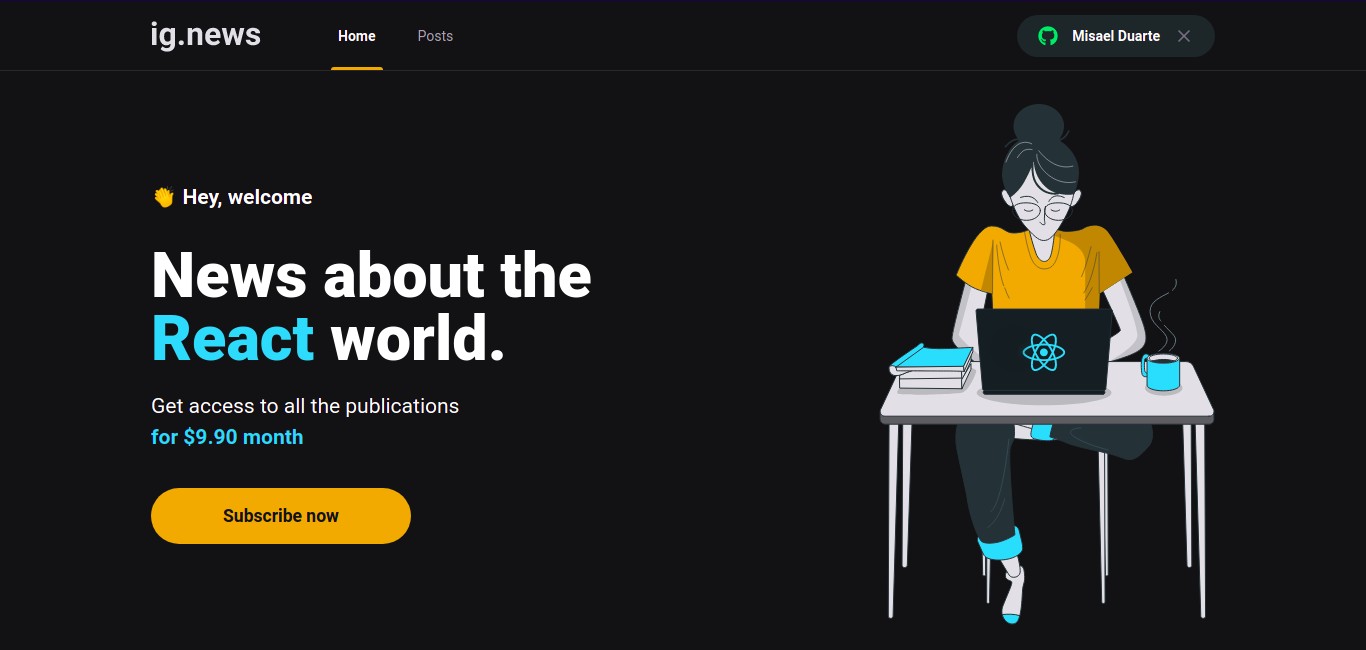 ig.news
Home
Posts
Misael Duarte
👋 Hey, welcome
News about the
React world.
Get access to all the publications
for $9.90 month
Subscribe now